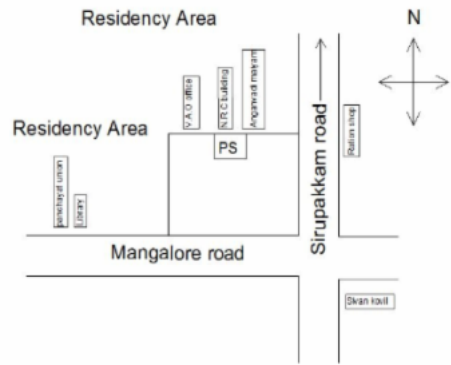 Residency Area
N
V.A.O office
N.R.C building
Anganvadi maiyam
Residency Area
PS
Sirupakkam road
Ration shop
panchayat union
Library
Mangalore road
Sivan kovil